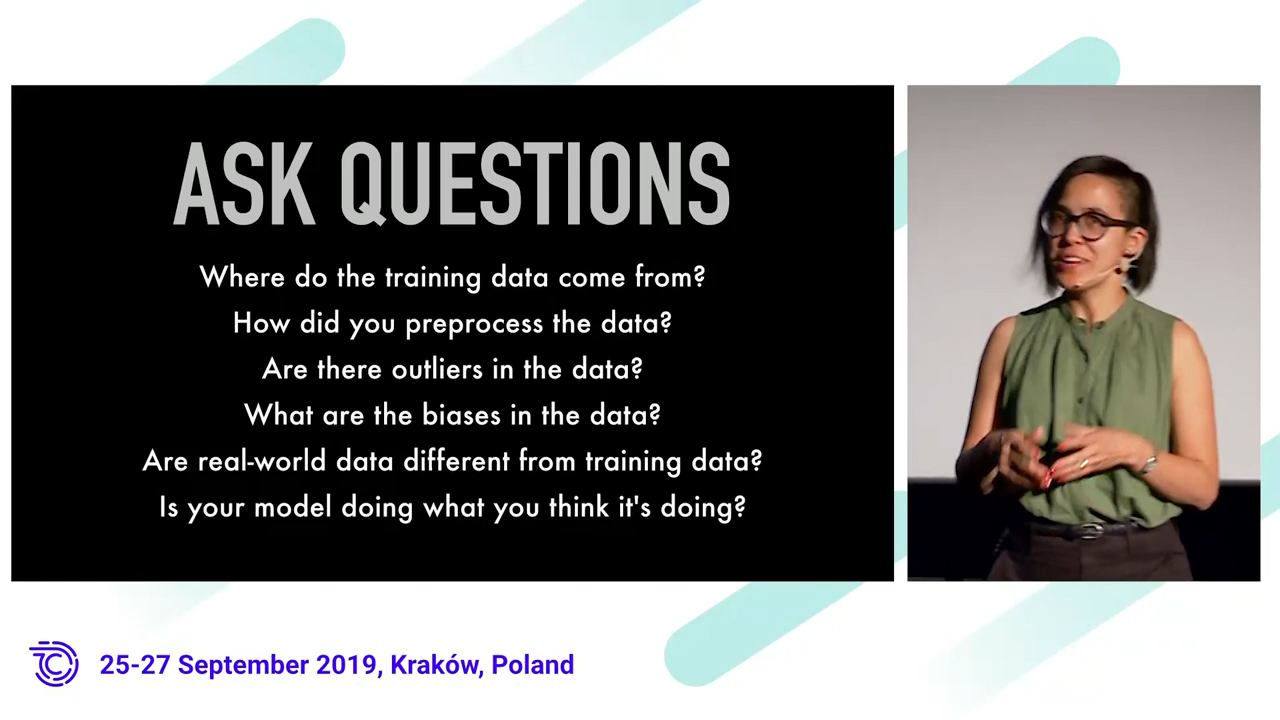 ASK QUESTIONS
Where do the training data come from?
How did you preprocess the data?
Are there outliers in the data?
What are the biases in the data?
Are real-world data different from training data?
Is your model doing what you think it's doing?
25-27 September 2019, Kraków, Poland